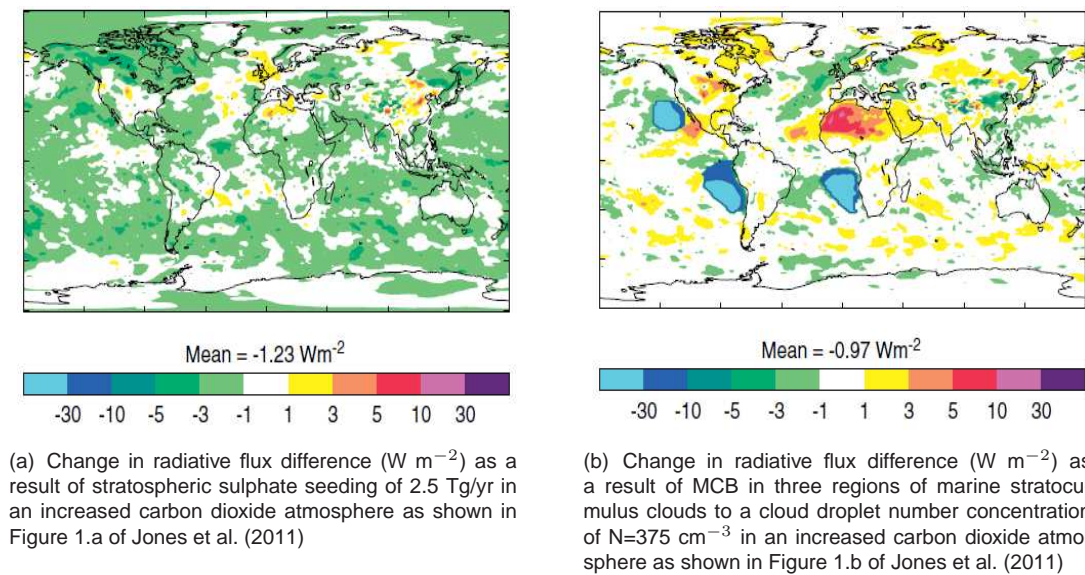 Mean = -1.23 Wm-2
-30 -10 -5 -3 -1 1 3 5 10 30
(a) Change in radiative flux difference (W m−2) as a
result of stratospheric sulphate seeding of 2.5 Tg/yr in
an increased carbon dioxide atmosphere as shown in
Figure 1.a of Jones et al. (2011)
Mean = -0.97 Wm-2
-30 -10 -5 -3 -1 1 3 5 10 30
(b) Change in radiative flux difference (W m−2) as
a result of MCB in three regions of marine stratocu-
mulus clouds to a cloud droplet number concentration
of N=375 cm−3 in an increased carbon dioxide atmo-
sphere as shown in Figure 1.b of Jones et al. (2011)